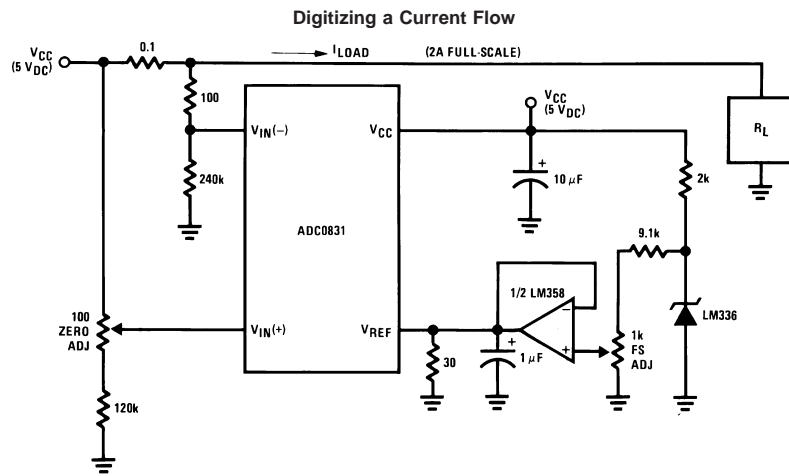 Digitizing a Current Flow
VCC
(5 VDC)
0.1
ILOAD
(2A FULL-SCALE)
100
VIN(−)
240k
ADC0831
VCC
VCC
(5 VDC)
+
10 μF
RL
2k
9.1k
1/2 LM358
−
+
LM336
1k
FS
ADJ
100
ZERO
ADJ
VIN(+)
VREF
30
+
1 μF
120k